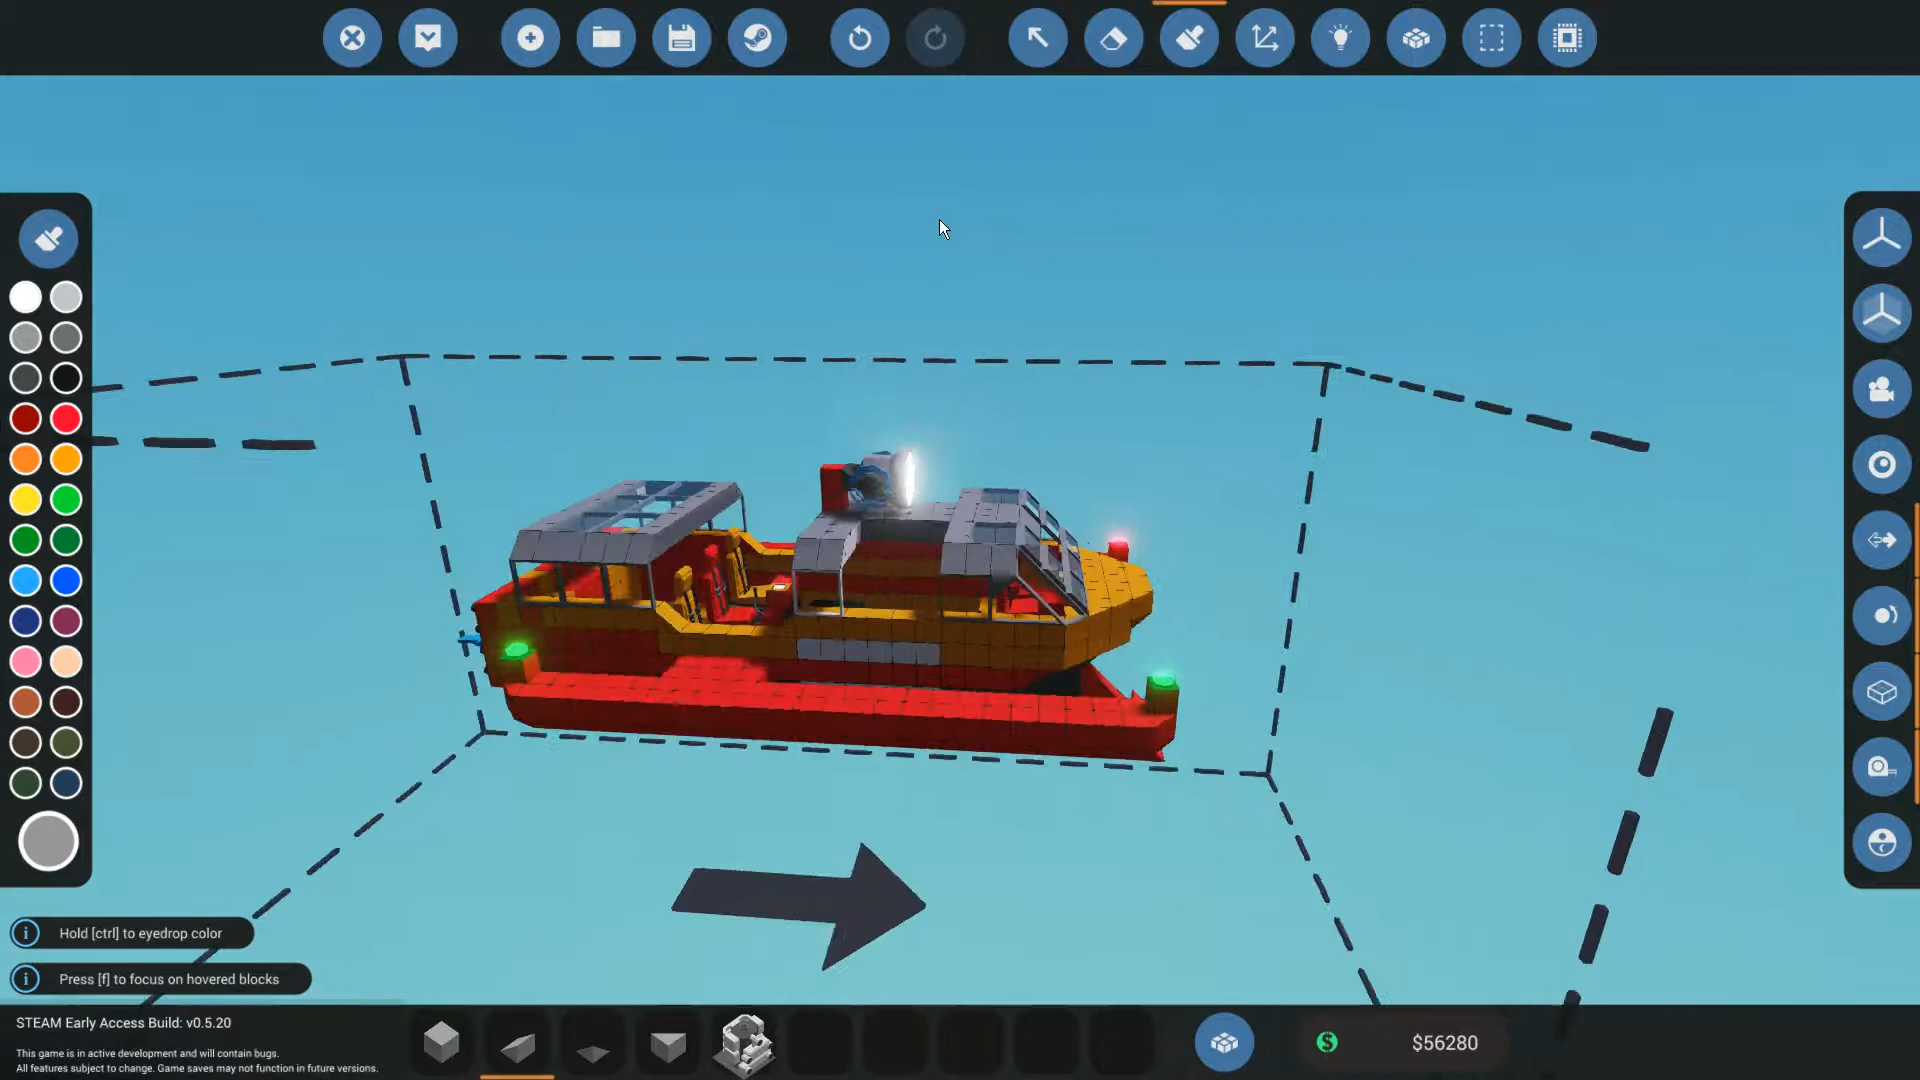 Hold [ctrl] to eyedrop color
Press [f] to focus on hovered blocks
STEAM Early Access Build: v0.5.20
This game is in active development and will contain bugs.
All features subject to change. Game saves may not function in future versions.
$56280